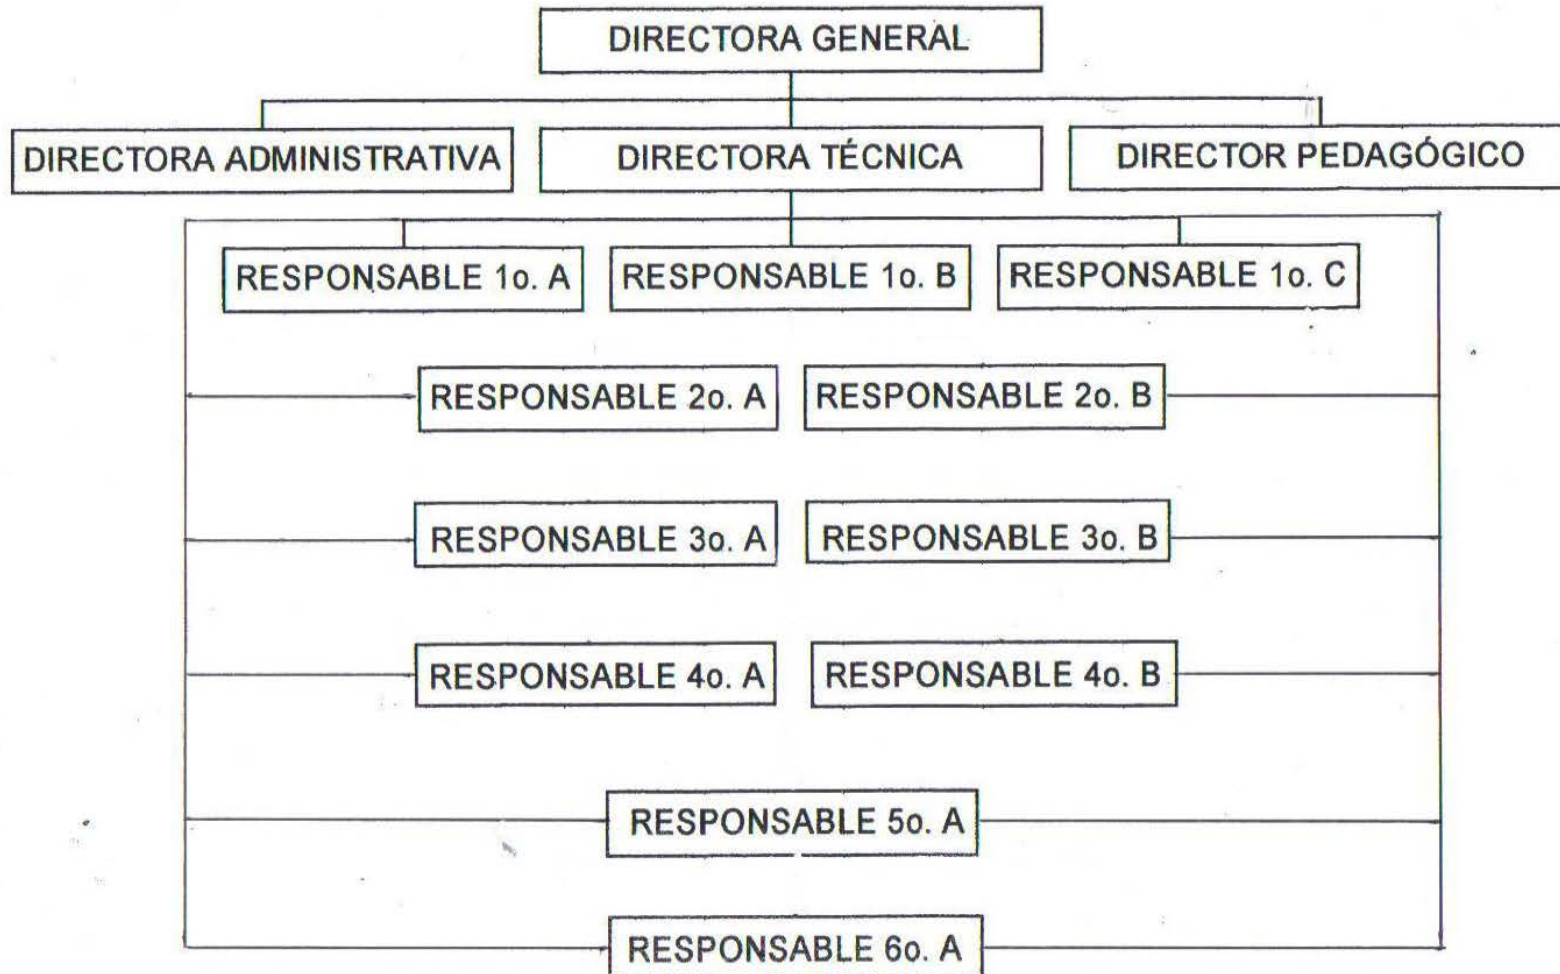 DIRECTORA GENERAL
DIRECTORA ADMINISTRATIVA
DIRECTORA TÉCNICA
DIRECTOR PEDAGÓGICO
RESPONSABLE 1o. A
RESPONSABLE 1o. B
RESPONSABLE 1o. C
RESPONSABLE 2o. A
RESPONSABLE 2o. B
RESPONSABLE 3o. A
RESPONSABLE 3o. B
RESPONSABLE 4o. A
RESPONSABLE 4o. B
RESPONSABLE 5o. A
RESPONSABLE 6o. A